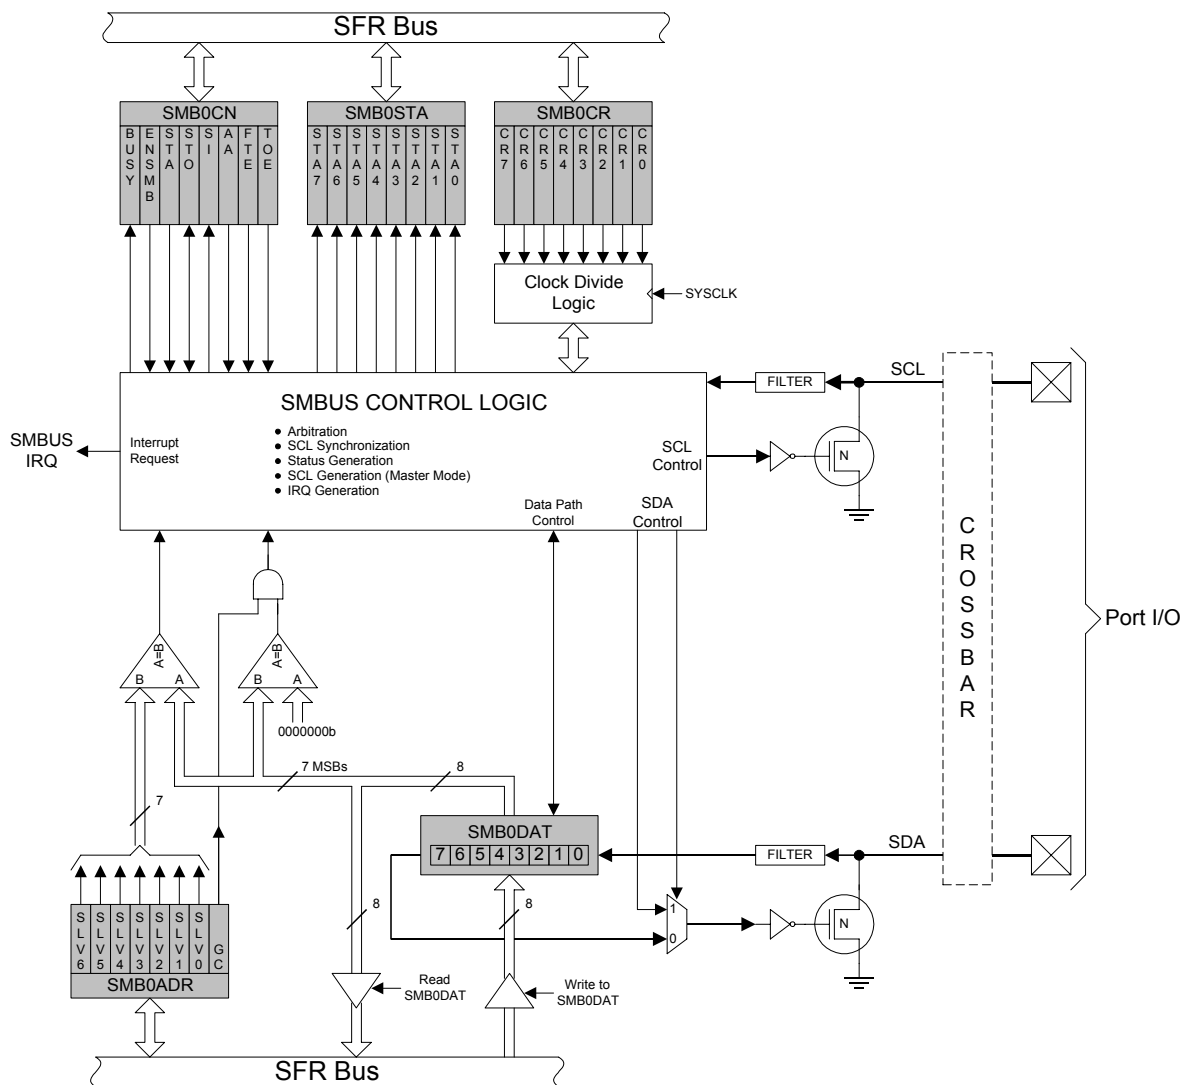 SFR Bus
SMB0CN
BUSY
ENSMB
STA
STO
SI
AA
FTE
TOE
SMB0STA
STA7
STA6
STA5
STA4
STA3
STA2
STA1
STA0
SMB0CR
CR7
CR6
CR5
CR4
CR3
CR2
CR1
CR0
Clock Divide
Logic
SYSCLK
SMBUS CONTROL LOGIC
Arbitration
SCL Synchronization
Status Generation
SCL Generation (Master Mode)
IRQ Generation
SMBUS
IRQ
Interrupt
Request
Data Path
Control
SCL
Control
SDA
Control
FILTER
SCL
N
CROSSBAR
Port I/O
A=B
B
A
A=B
B
A
0000000b
7 MSBs
8
7
SMB0DAT
7 6 5 4 3 2 1 0
FILTER
SDA
1
0
N
8
8
SLV6
SLV5
SLV4
SLV3
SLV2
SLV1
SLV0
GC
SMB0ADR
Read
SMB0DAT
Write to
SMB0DAT
SFR Bus